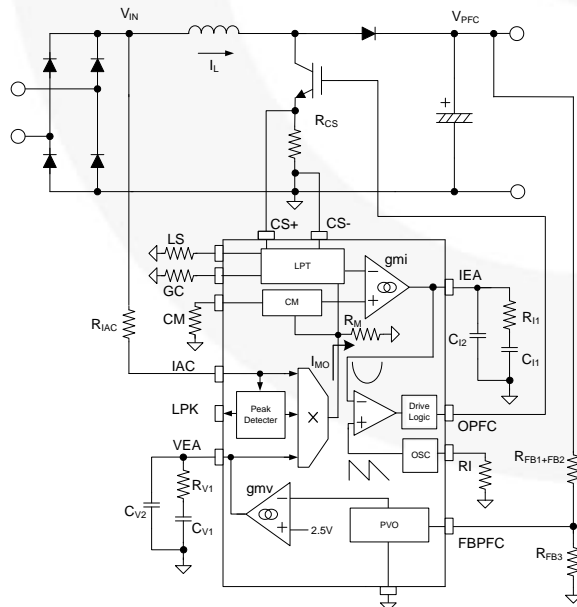 V_IN
V_PFC
I_L
R_CS
CS+
CS-
LS
LPT
gmi
GC
IEA
CM
CM
R_M
R_I1
R_IAC
C_I2
C_I1
I_MO
IAC
LPK
Peak
Detecter
X
Drive
Logic
OPFC
VEA
OSC
RI
R_FB1+FB2
R_V1
gmv
C_V2
C_V1
2.5V
PVO
FBPFC
R_FB3